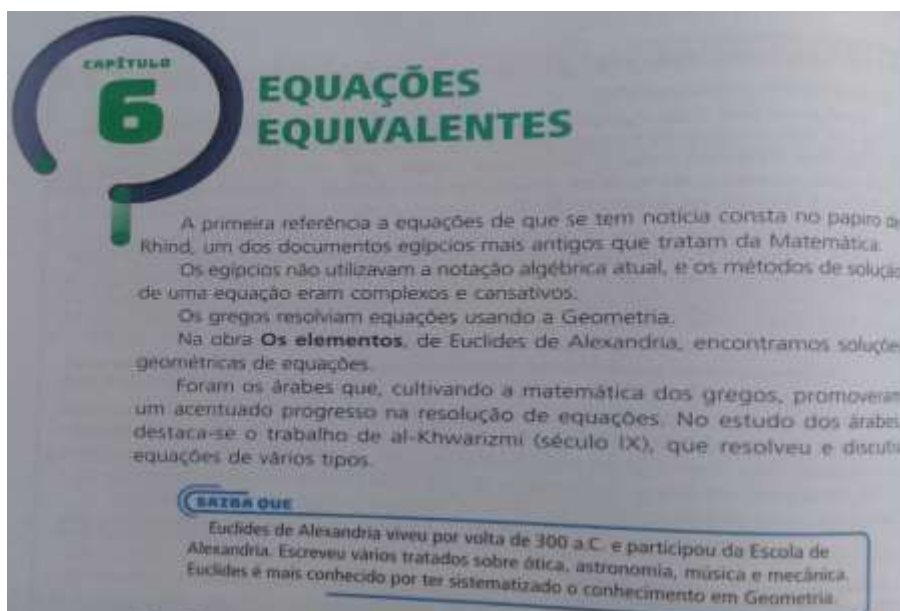 CAPÍTULO
6
EQUAÇÕES
EQUIVALENTES
A primeira referência a equações de que se tem notícia consta no papiro de
Rhind, um dos documentos egípcios mais antigos que tratam da Matemática.
Os egípcios não utilizavam a notação algébrica atual, e os métodos de solução
de uma equação eram complexos e cansativos.
Os gregos resolviam equações usando a Geometria.
Na obra Os elementos, de Euclides de Alexandria, encontramos soluções
geométricas de equações.
Foram os árabes que, cultivando a matemática dos gregos, promoveram
um acentuado progresso na resolução de equações. No estudo dos árabes,
destaca-se o trabalho de al-Khwarizmi (século IX), que resolveu e discutiu
equações de vários tipos.
SAIBA QUE
Euclides de Alexandria viveu por volta de 300 a.C. e participou da Escola de
Alexandria. Escreveu vários tratados sobre ótica, astronomia, música e mecânica.
Euclides é mais conhecido por ter sistematizado o conhecimento em Geometria.